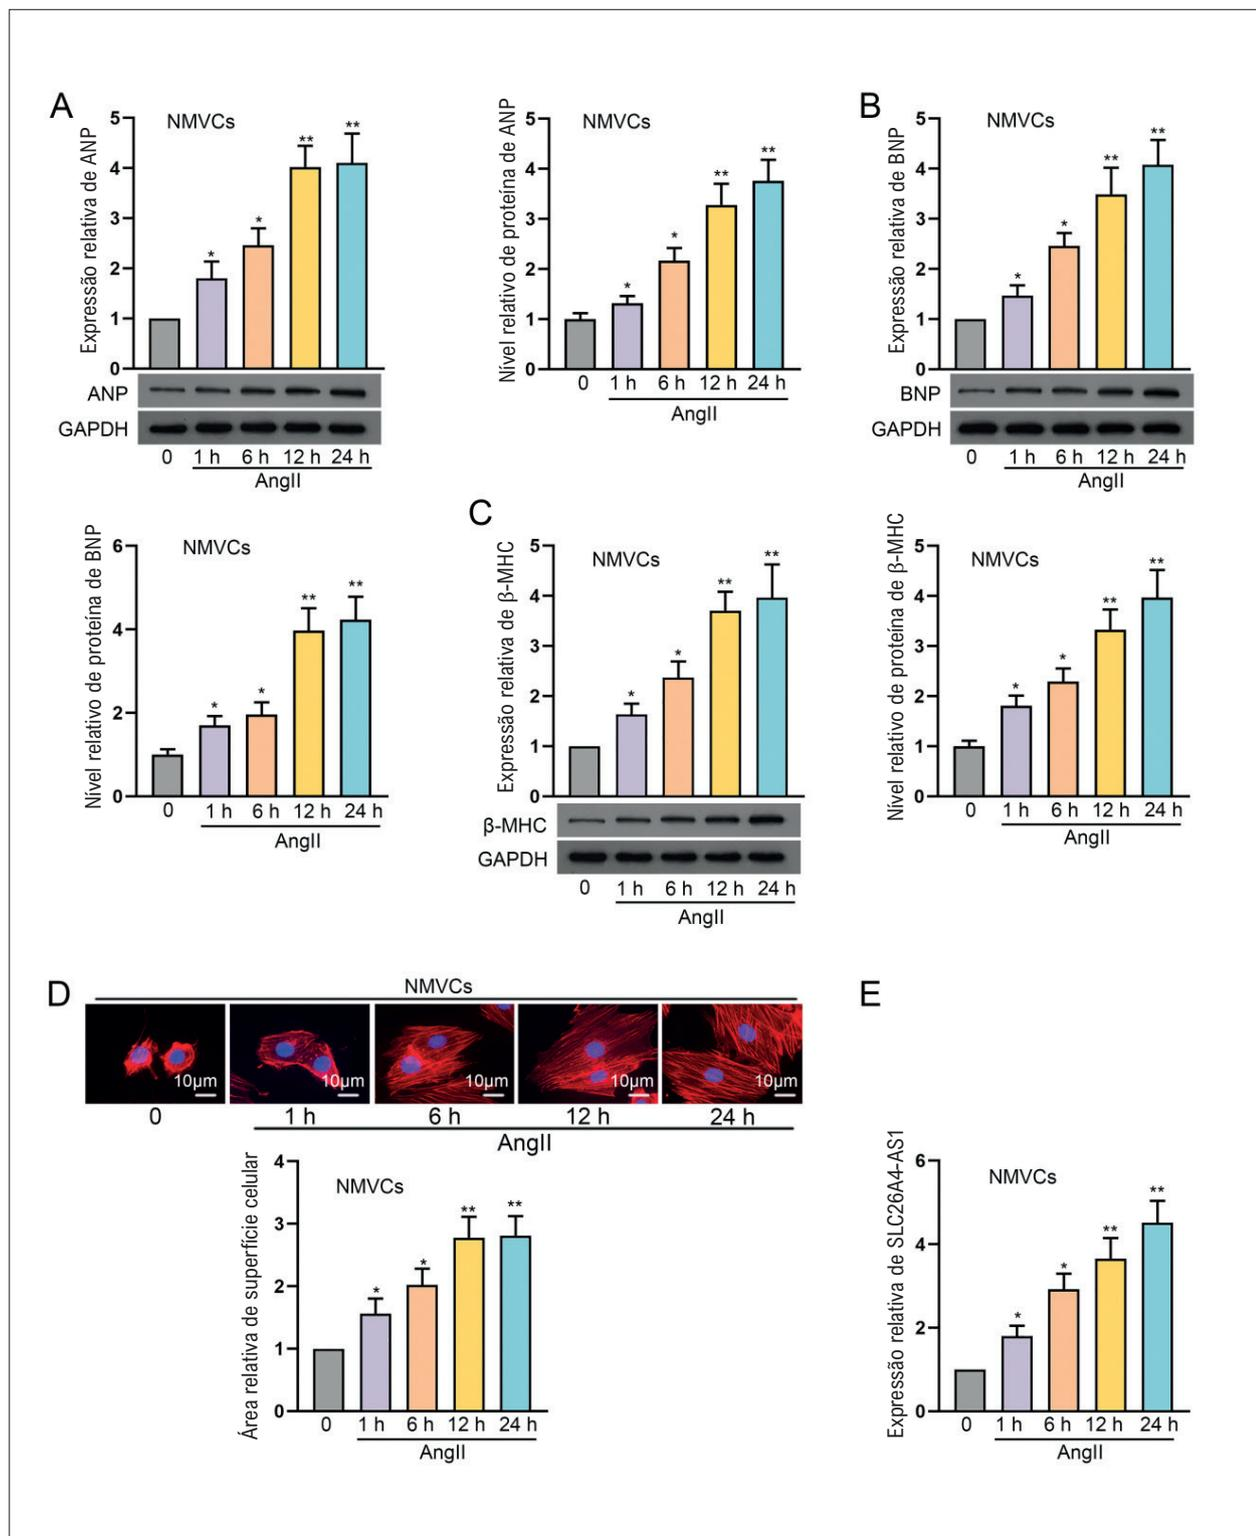 A
Expressão relativa de ANP
NMVCs
5
4
3
2
1
0
*
*
**
**
ANP
GAPDH
0 1 h 6 h 12 h 24 h
AngII
Nível relativo de proteína de ANP
NMVCs
5
4
3
2
1
0
*
*
**
**
0 1 h 6 h 12 h 24 h
AngII
B
Expressão relativa de BNP
NMVCs
5
4
3
2
1
0
*
*
**
**
BNP
GAPDH
0 1 h 6 h 12 h 24 h
AngII
Nível relativo de proteína de BNP
NMVCs
6
4
2
0
*
*
**
**
0 1 h 6 h 12 h 24 h
AngII
C
Expressão relativa de β-MHC
NMVCs
5
4
3
2
1
0
*
*
**
**
β-MHC
GAPDH
0 1 h 6 h 12 h 24 h
AngII
Nível relativo de proteína de β-MHC
NMVCs
5
4
3
2
1
0
*
*
**
**
0 1 h 6 h 12 h 24 h
AngII
D
NMVCs
10μm 10μm 10μm 10μm 10μm
0 1 h 6 h 12 h 24 h
AngII
Área relativa de superfície celular
NMVCs
4
3
2
1
0
*
*
**
**
0 1 h 6 h 12 h 24 h
AngII
E
Expressão relativa de SLC26A4-AS1
NMVCs
6
4
2
0
*
*
**
**
0 1 h 6 h 12 h 24 h
AngII